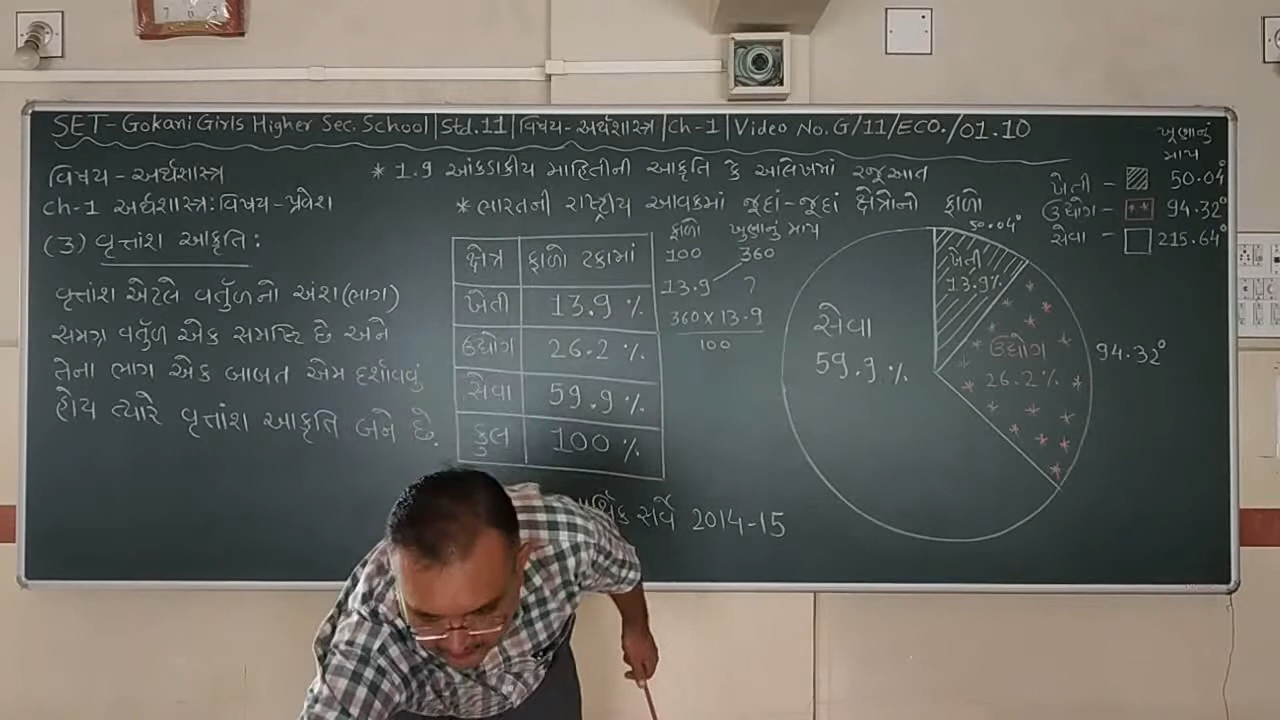 SET-Gokani Girls Higher Sec. School | Std.11 | વિષય-અર્થશાસ્ત્ર | Ch-1 | Video No. G/11/ECO./01.10
વિષય - અર્થશાસ્ત્ર
Ch-1 અર્થશાસ્ત્ર: વિષય-પ્રવેશ
(3) વૃત્તાંશ આકૃતિ:
વૃત્તાંશ એટલે વર્તુળનો અંશ(ભાગ)
સમગ્ર વર્તુળ એક સમષ્ટિ છે અને
તેના ભાગ એક બાબત એમ દર્શાવવું
હોય ત્યારે વૃત્તાંશ આકૃતિ બને છે.
* 1.9 આંકડાકીય માહિતીની આકૃતિ કે આલેખમાં રજૂઆત
* ભારતની રાષ્ટ્રીય આવકમાં જૂદાં-જૂદાં ક્ષેત્રોનો ફાળો
ક્ષેત્ર ફાળો ટકામાં
ખેતી 13.9 %
ઉદ્યોગ 26.2 %
સેવા 59.9 %
કુલ 100 %
સર્વે 2014-15
ફાળો ખુણાનું માપ
100 360
13.9 ?
360 x 13.9
100
50.04°
ખેતી
13.9%
ઉદ્યોગ
26.2%
94.32°
સેવા
59.9 %
ખૂણાનું
માપ
ખેતી - 50.04°
ઉદ્યોગ - 94.32°
સેવા - 215.64°